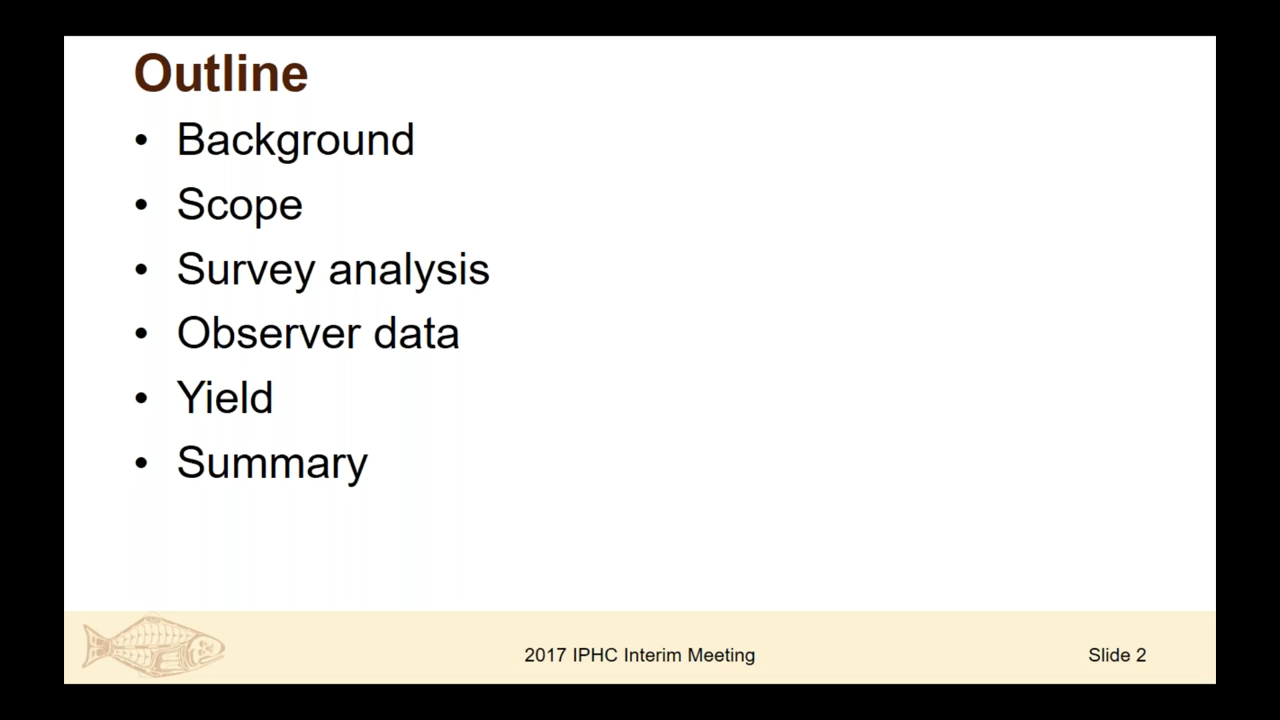 Outline
• Background
• Scope
• Survey analysis
• Observer data
• Yield
• Summary
2017 IPHC Interim Meeting
Slide 2